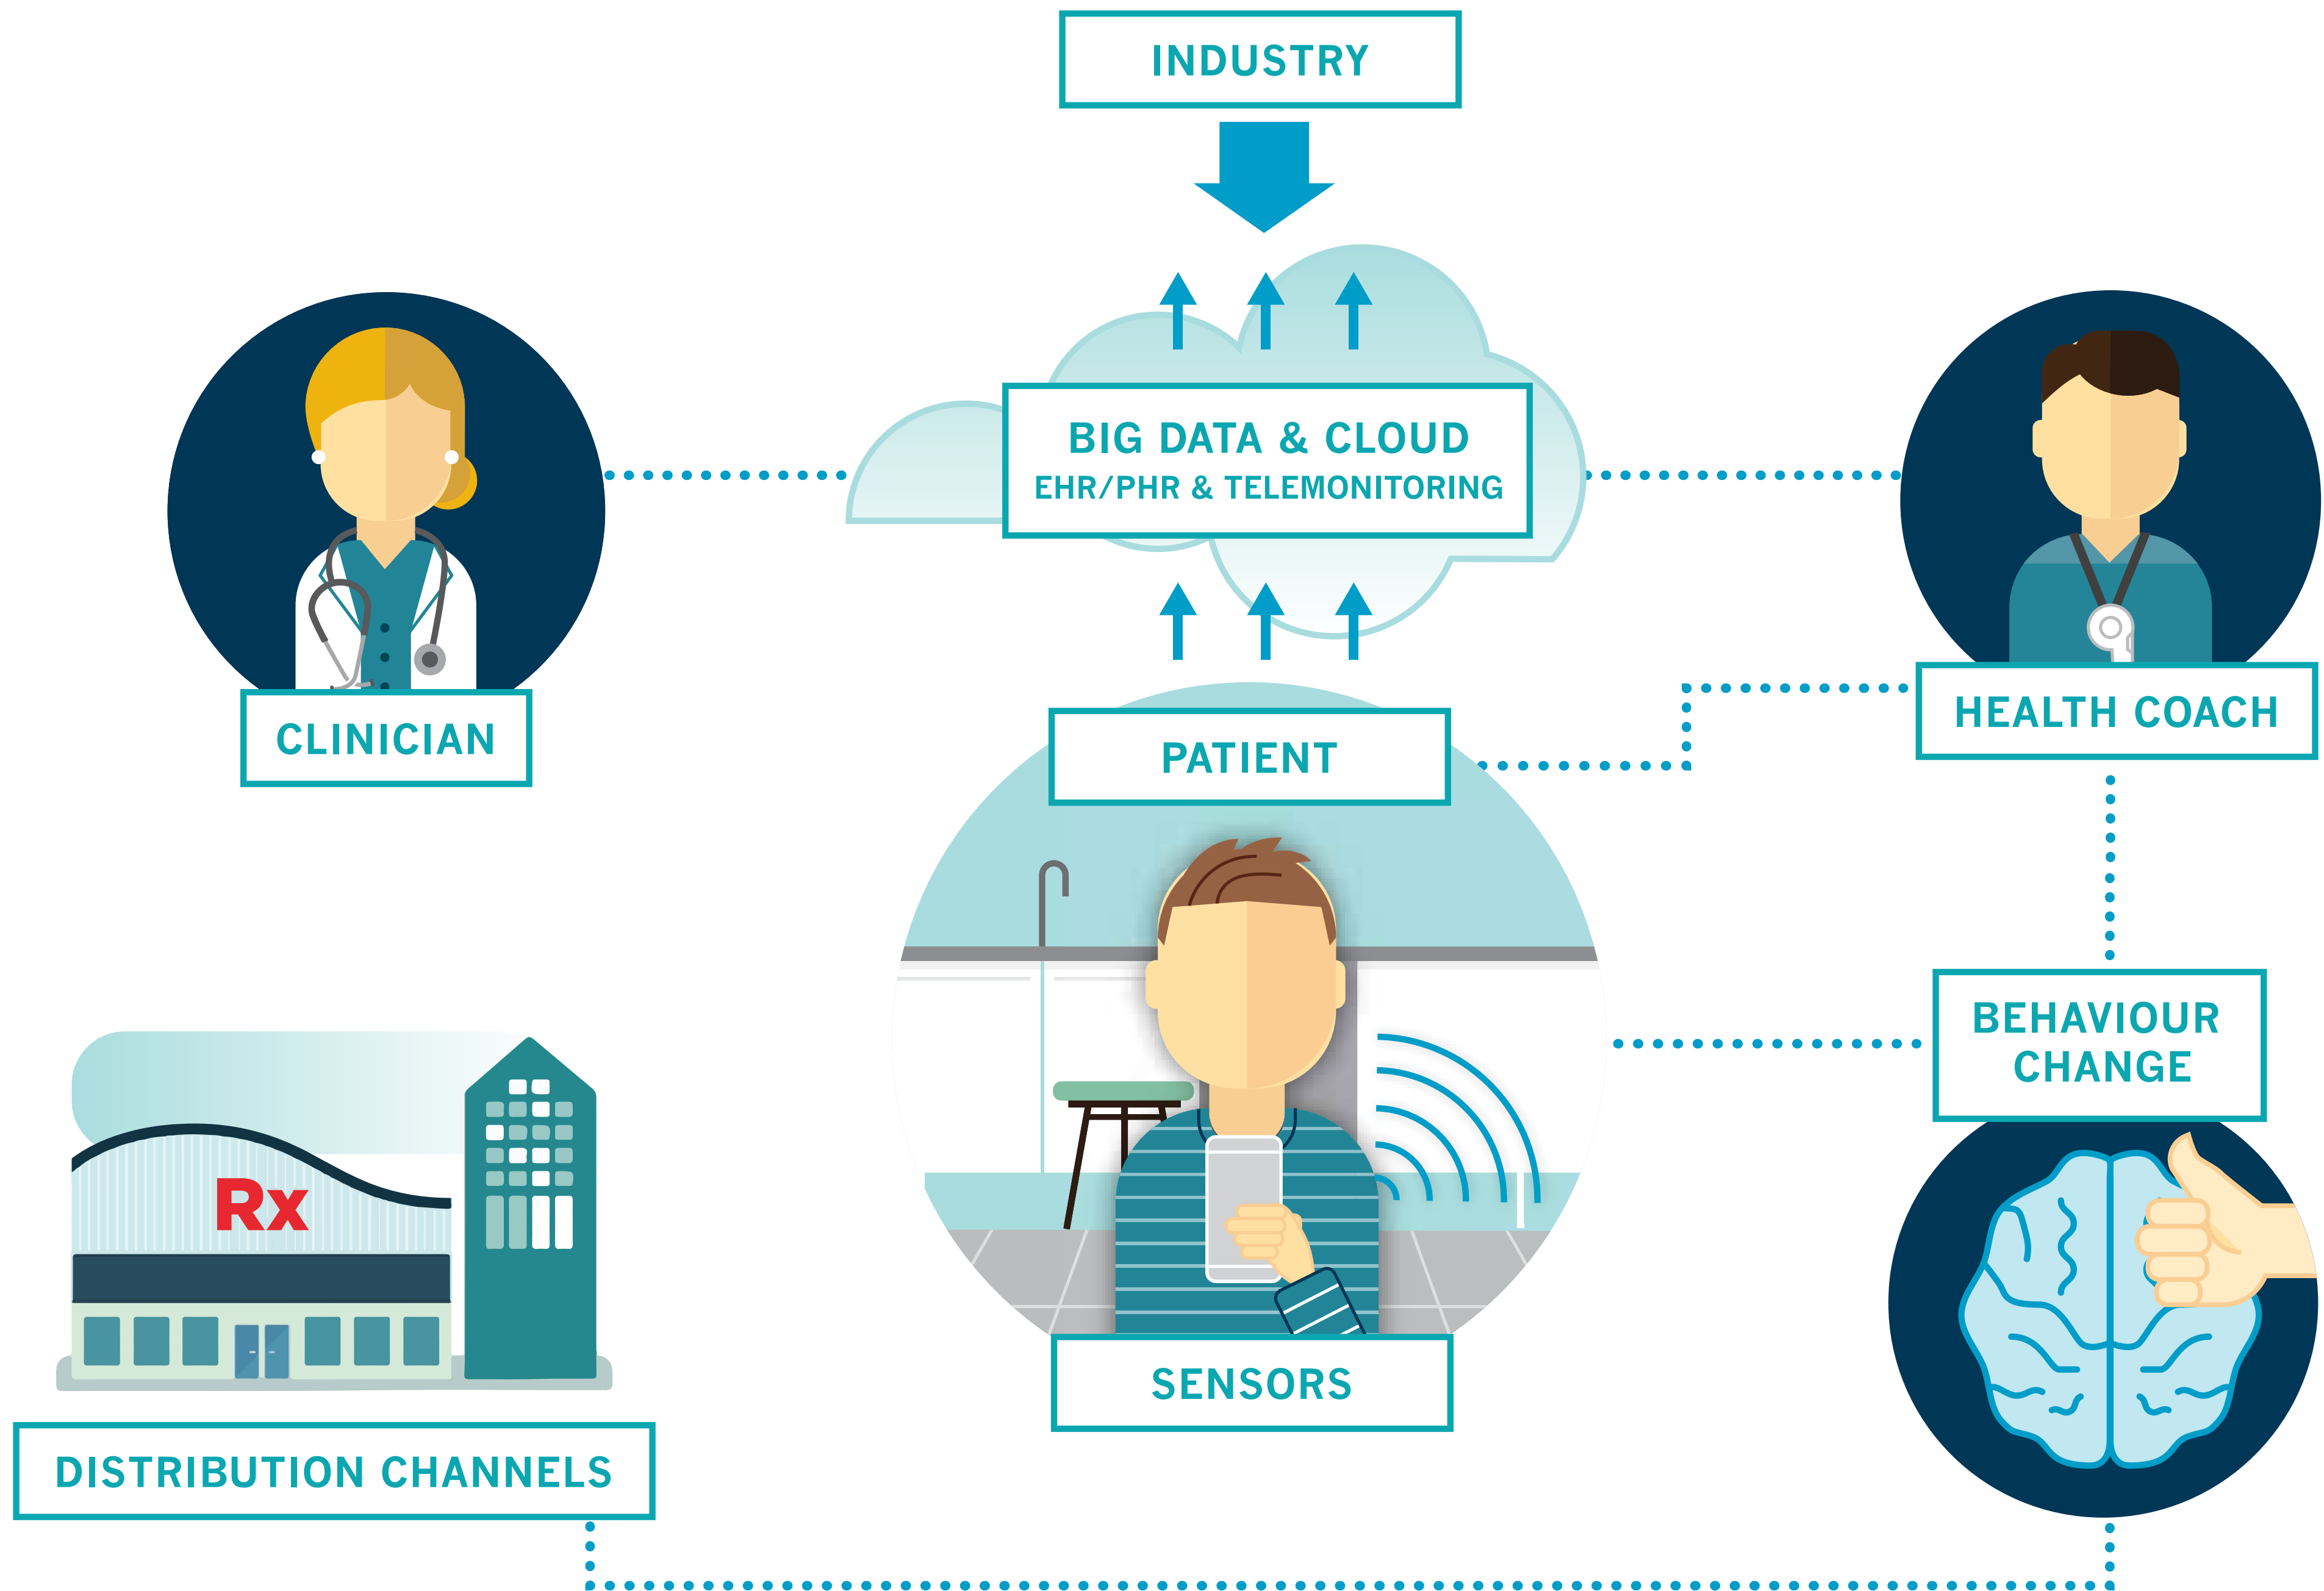 INDUSTRY
BIG DATA & CLOUD
EHR/PHR & TELEMONITORING
CLINICIAN
HEALTH COACH
PATIENT
BEHAVIOUR
CHANGE
Rx
SENSORS
DISTRIBUTION CHANNELS